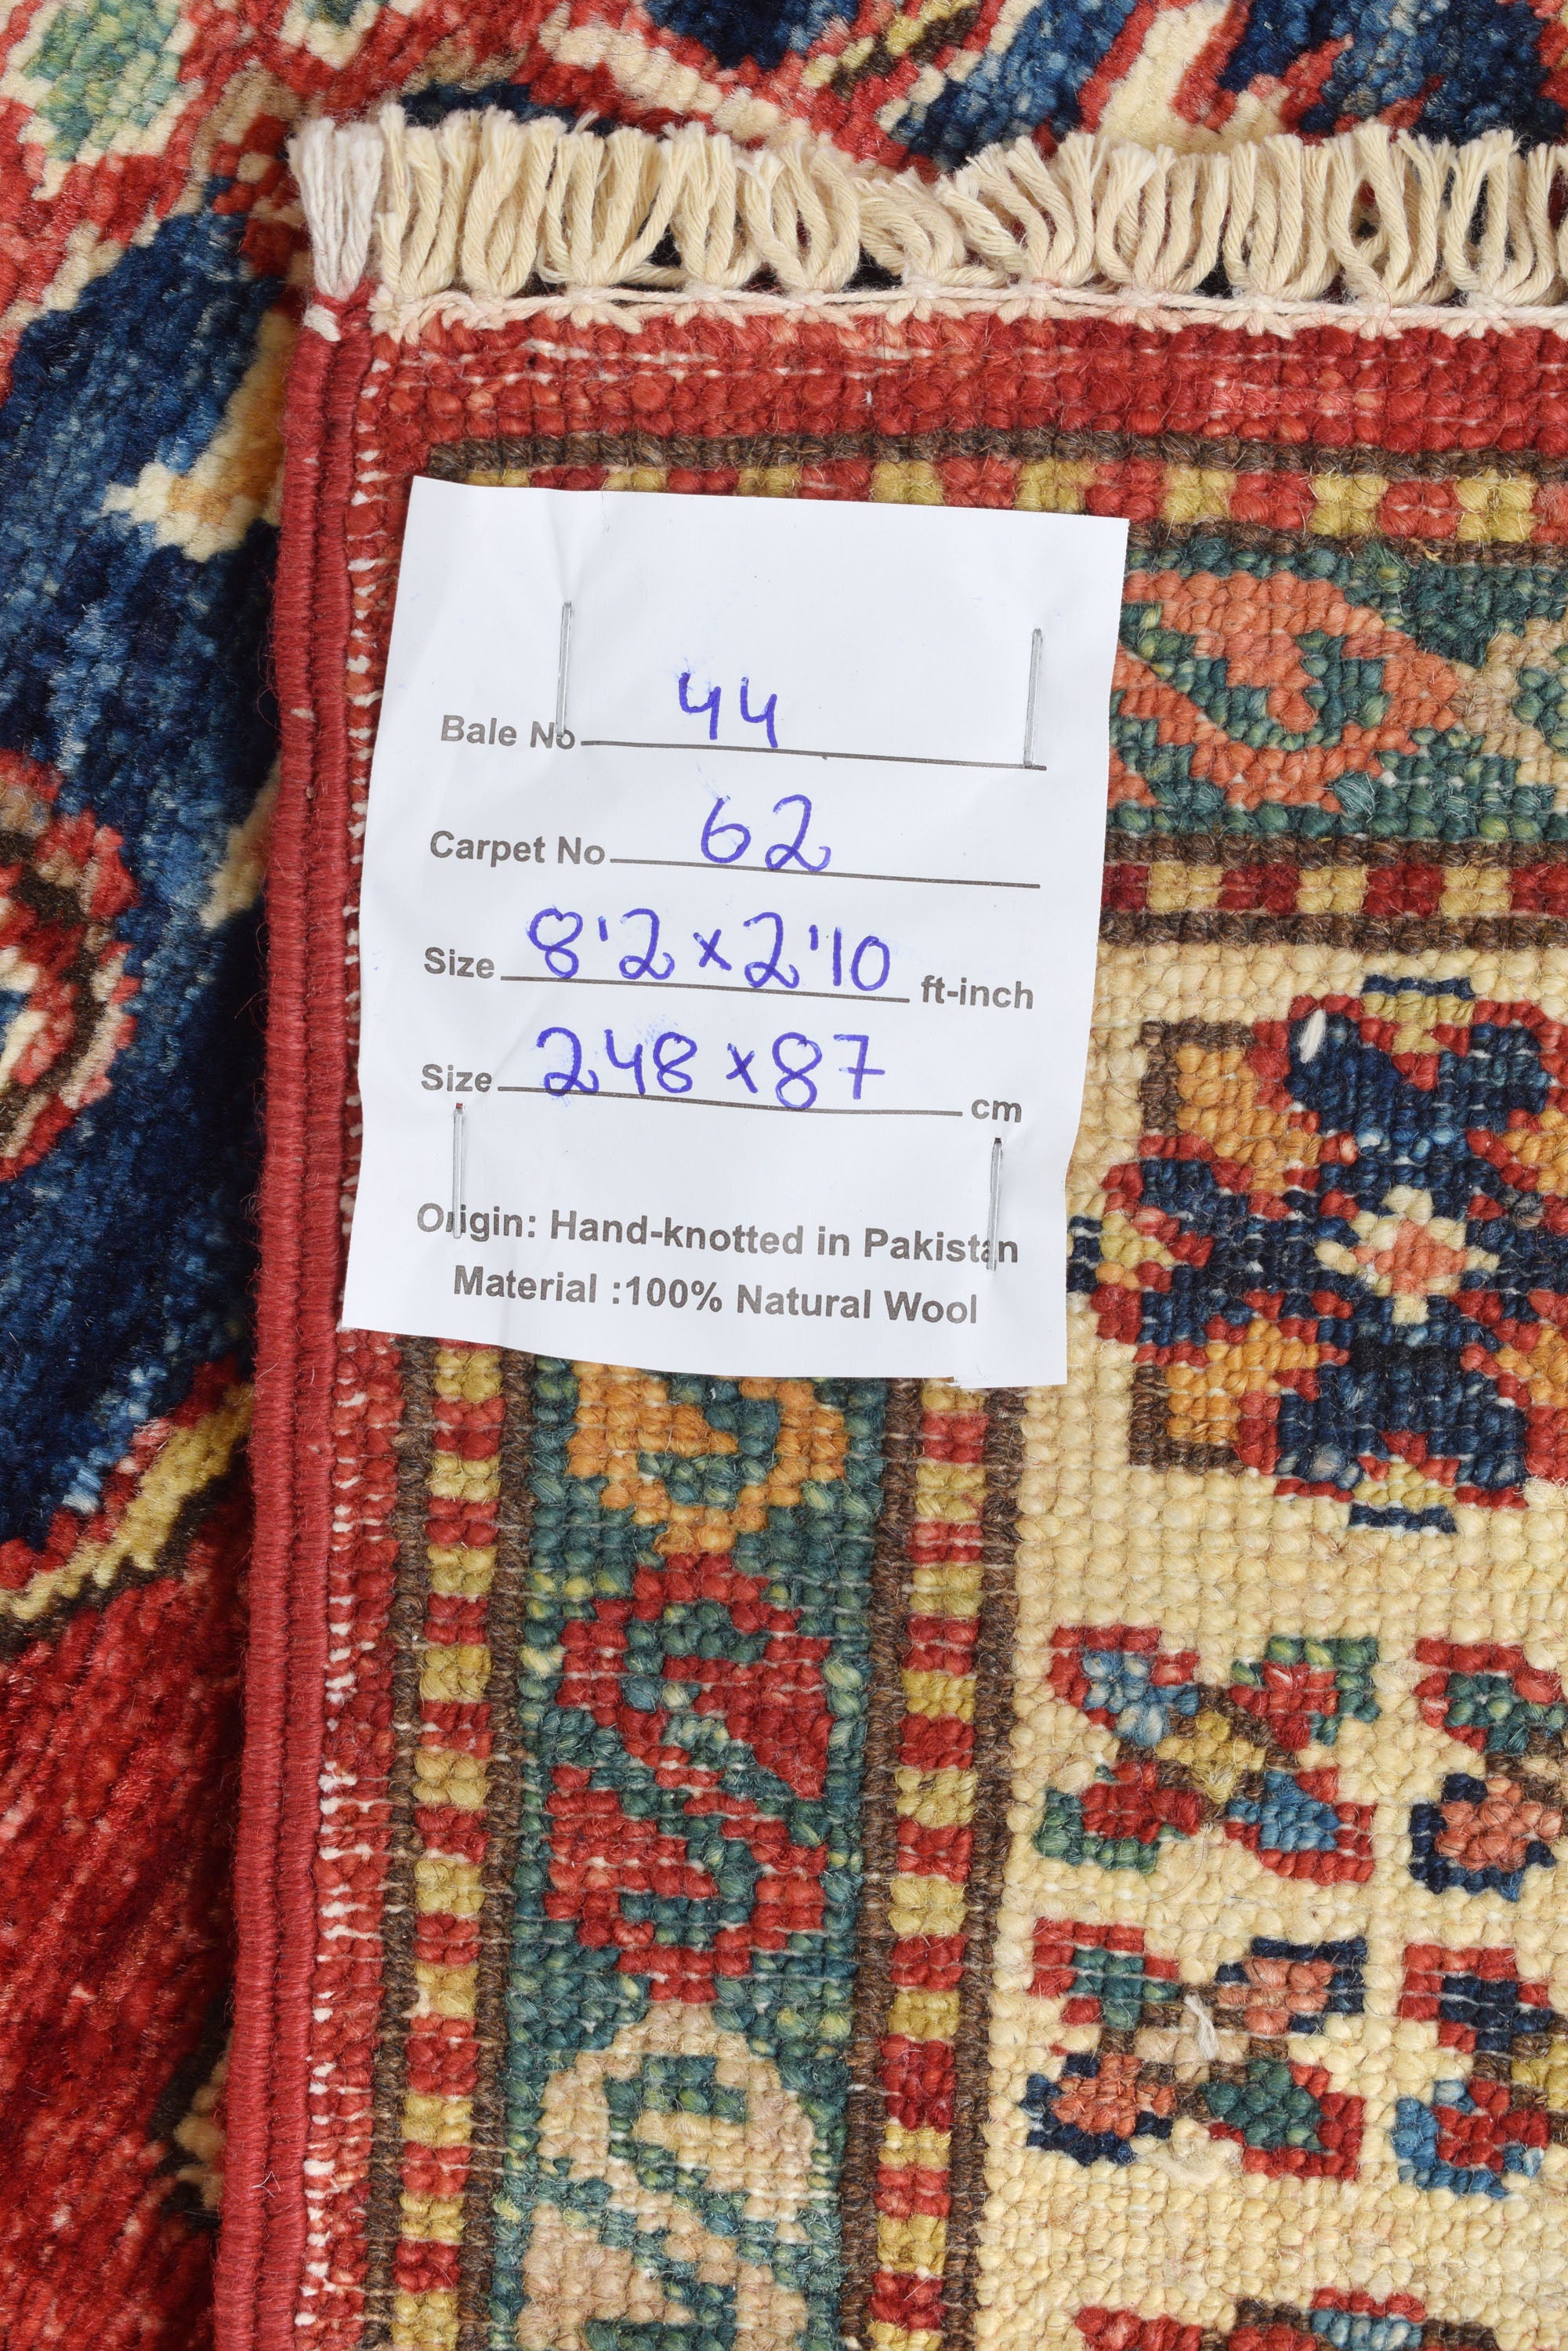 Bale No 44
Carpet No 62
Size 8'2 x 2'10 ft-inch
Size 248 x 87 cm
Origin: Hand-knotted in Pakistan
Material :100% Natural Wool